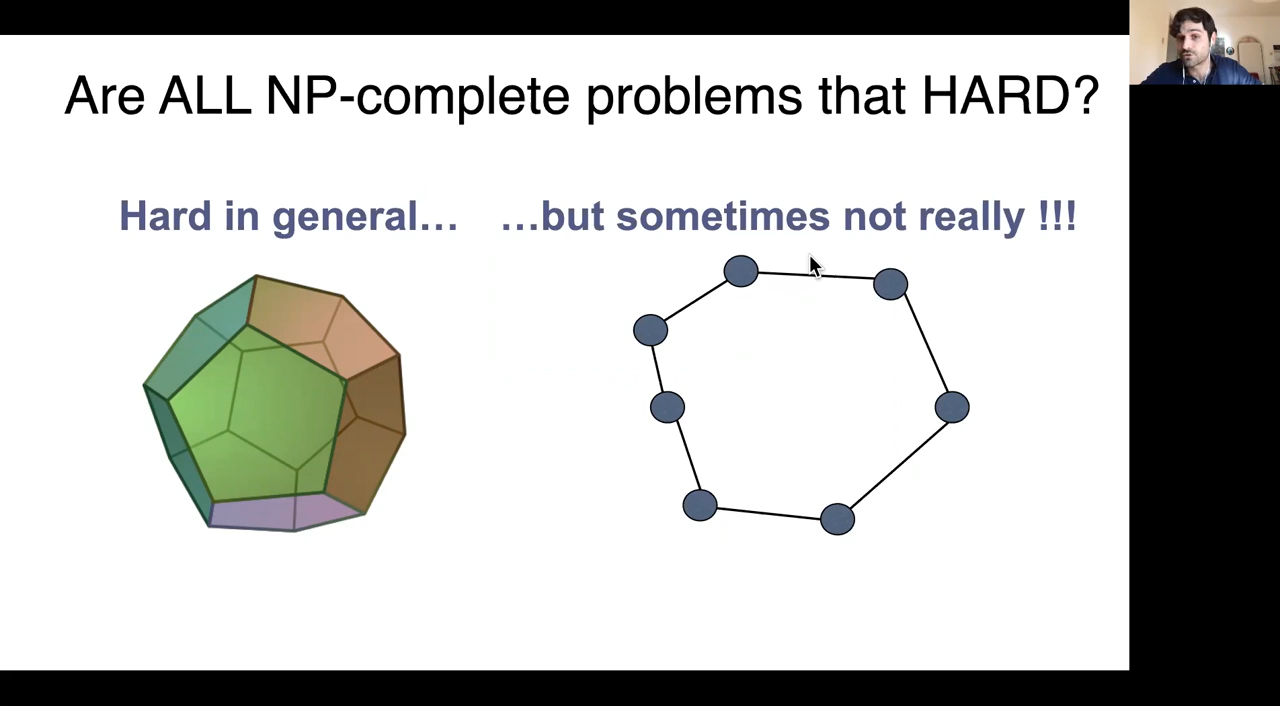 Are ALL NP-complete problems that HARD?
Hard in general… …but sometimes not really !!!